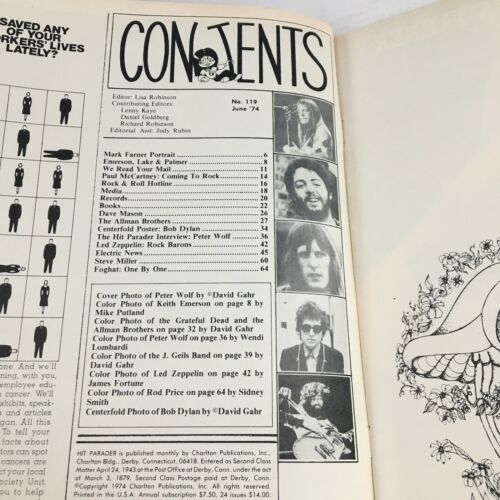 SAVED ANY
OF YOUR
WORKERS' LIVES
LATELY?
CONTENTS
Editor: Lisa Robinson
Contributing Editors:
Lenny Kaye
Daniel Goldberg
Richard Robinson
Editorial Asst: Jody Rubin
No. 119
June '74
Mark Farner Portrait 6
Emerson, Lake & Palmer 8
We Read Your Mail 11
Paul McCartney: Coming To Rock 14
Rock & Roll Hotline 16
Media 18
Records 20
Books 22
Dave Mason 26
The Allman Brothers 27
Centerfold Poster: Bob Dylan 34
The Hit Parader Interview: Peter Wolf 36
Led Zeppelin: Rock Barons 42
Electric News 45
Steve Miller 60
Foghat: One By One 64
Cover Photo of Peter Wolf by ©David Gahr
Color Photo of Keith Emerson on page 8 by
Mike Putland
Color Photo of the Grateful Dead and the
Allman Brothers on page 32 by David Gahr
Color Photo of Peter Wolf on page 36 by Wendi
Lombardi
Color Photo of the J. Geils Band on page 39 by
David Gahr
Color Photo of Led Zeppelin on page 42 by
James Fortune
Color Photo of Rod Price on page 64 by Sidney
Smith
Centerfold Photo of Bob Dylan by ©David Gahr
HIT PARADER is published monthly by Charlton Publications, Inc.,
Charlton Bldg., Derby, Connecticut, 06418. Entered as Second Class
Matter April 24, 1943 at the Post Office at Derby, Conn. under the act
of March 3, 1879. Second Class Postage paid at Derby, Conn.
©Copyright 1974 Charlton Publications, Inc. All rights reserved.
Printed in the U.S.A. Annual subscription $7.50, 24 issues $14.00.
one. And we'll
ning, with you,
employee edu-
s cancer. We'll
xhibits, speak-
s and articles
gan. All this
To tell your
facts about
octors can spot
cancers are
ct your local
ociety Unit.
ends of